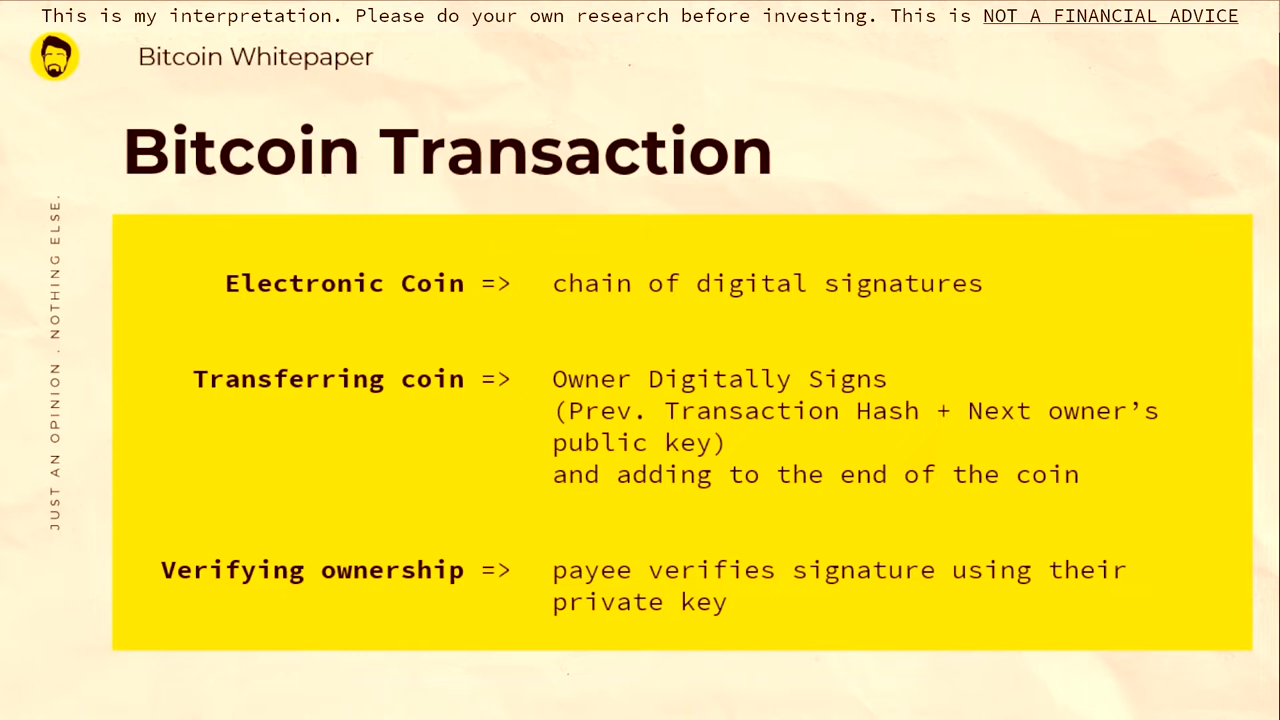 This is my interpretation. Please do your own research before investing. This is NOT A FINANCIAL ADVICE
Bitcoin Whitepaper
Bitcoin Transaction
JUST AN OPINION . NOTHING ELSE.
Electronic Coin => chain of digital signatures
Transferring coin => Owner Digitally Signs
(Prev. Transaction Hash + Next owner’s
public key)
and adding to the end of the coin
Verifying ownership => payee verifies signature using their
private key